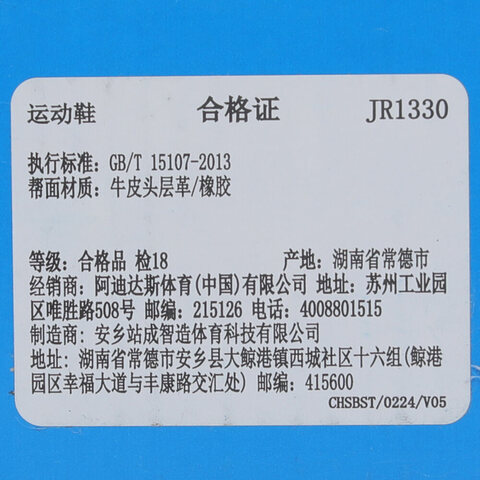 运动鞋 合格证 JR1330
执行标准: GB/T 15107-2013
帮面材质: 牛皮头层革/橡胶
等级: 合格品 检18 产地: 湖南省常德市
经销商: 阿迪达斯体育(中国)有限公司 地址: 苏州工业园
区唯胜路508号 邮编: 215126 电话: 4008801515
制造商: 安乡站成智造体育科技有限公司
地址: 湖南省常德市安乡县大鲸港镇西城社区十六组(鲸港
园区幸福大道与丰康路交汇处) 邮编: 415600
CHSBST/0224/V05